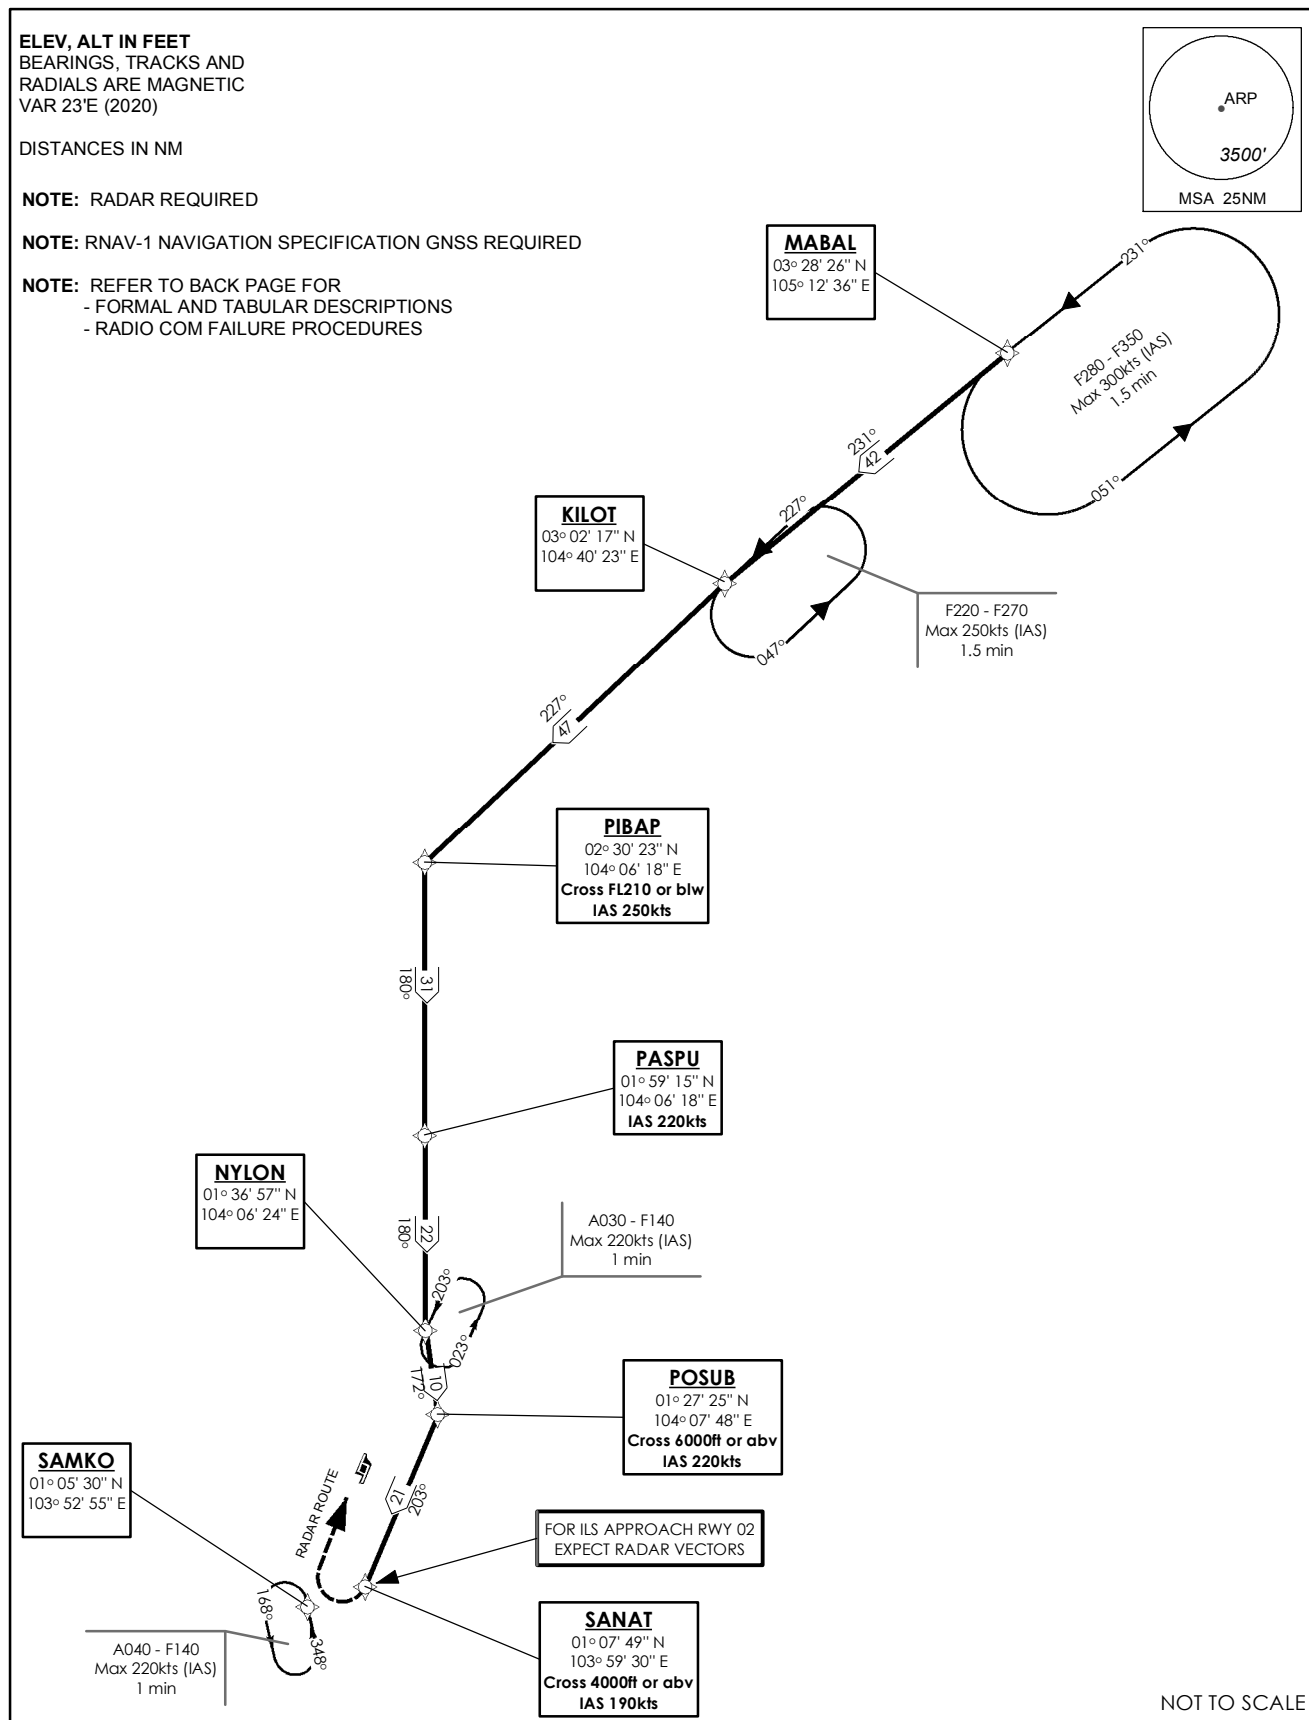 ELEV, ALT IN FEET
BEARINGS, TRACKS AND
RADIALS ARE MAGNETIC
VAR 23'E (2020)
DISTANCES IN NM
NOTE: RADAR REQUIRED
NOTE: RNAV-1 NAVIGATION SPECIFICATION GNSS REQUIRED
NOTE: REFER TO BACK PAGE FOR
- FORMAL AND TABULAR DESCRIPTIONS
- RADIO COM FAILURE PROCEDURES
ARP
3500'
MSA 25NM
MABAL
03° 28' 26" N
105° 12' 36" E
231°
F280 - F350
Max 300kts (IAS)
1.5 min
051°
231°
42
KILOT
03° 02' 17" N
104° 40' 23" E
227°
047°
F220 - F270
Max 250kts (IAS)
1.5 min
227°
47
PIBAP
02° 30' 23" N
104° 06' 18" E
Cross FL210 or blw
IAS 250kts
31
180°
PASPU
01° 59' 15" N
104° 06' 18" E
IAS 220kts
22
180°
NYLON
01° 36' 57" N
104° 06' 24" E
A030 - F140
Max 220kts (IAS)
1 min
203°
023°
10
172°
POSUB
01° 27' 25" N
104° 07' 48" E
Cross 6000ft or abv
IAS 220kts
21
203°
SAMKO
01° 05' 30" N
103° 52' 55" E
RADAR ROUTE
FOR ILS APPROACH RWY 02
EXPECT RADAR VECTORS
168°
348°
A040 - F140
Max 220kts (IAS)
1 min
SANAT
01° 07' 49" N
103° 59' 30" E
Cross 4000ft or abv
IAS 190kts
NOT TO SCALE